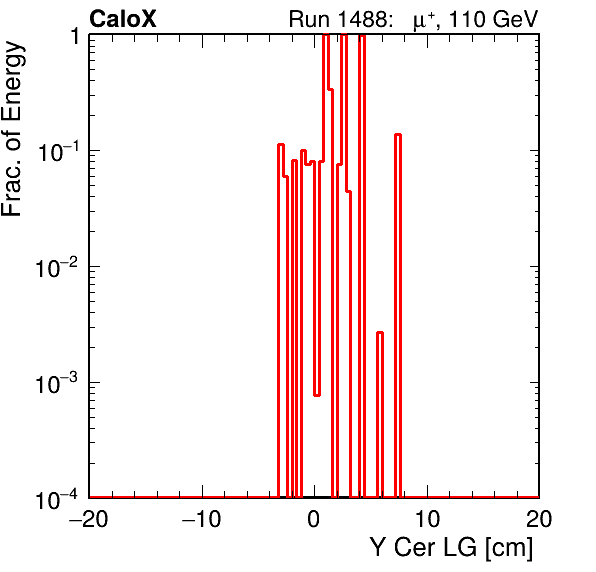 CaloX Run 1488: μ⁺, 110 GeV
Frac. of Energy
1
10⁻¹
10⁻²
10⁻³
10⁻⁴
−20 −10 0 10 20
Y Cer LG [cm]